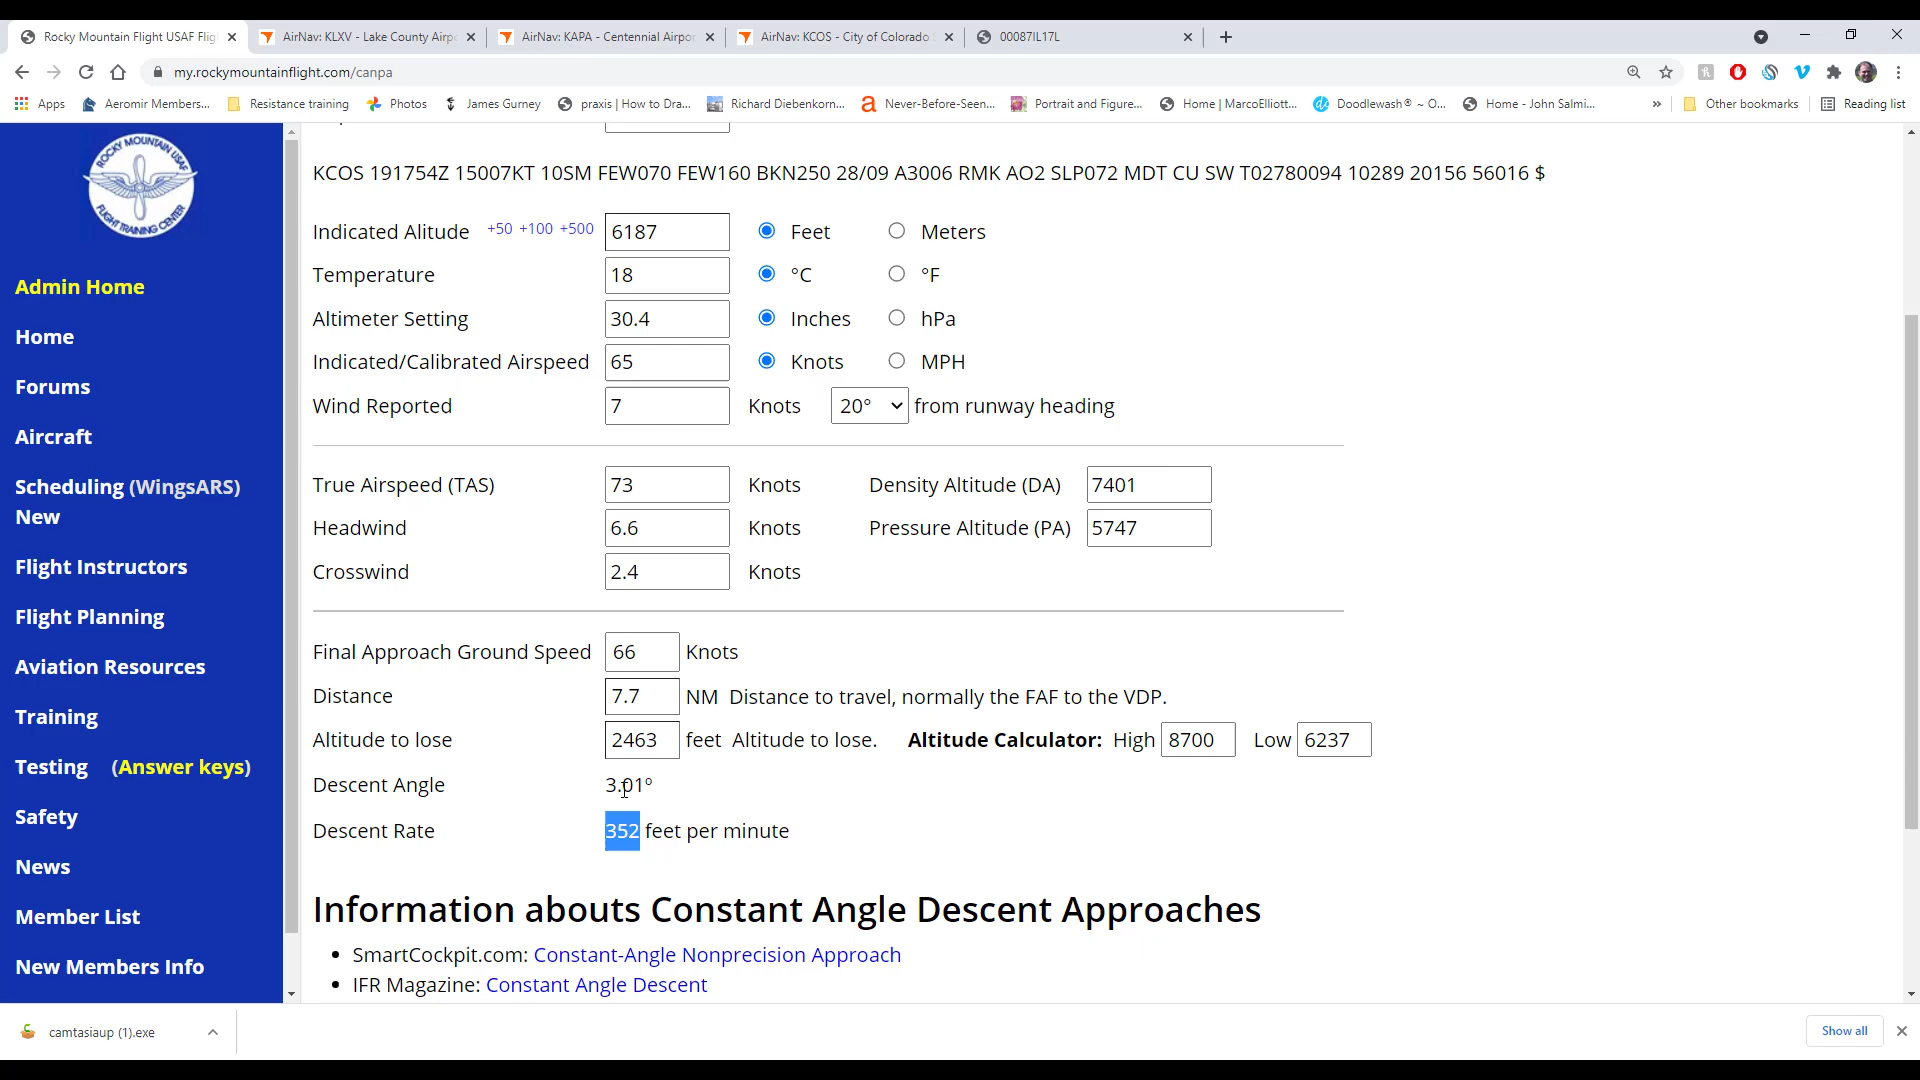 Rocky Mountain Flight USAF Flig
AirNav: KLXV - Lake County Airpo
AirNav: KAPA - Centennial Airpor
AirNav: KCOS - City of Colorado
00087IL17L
my.rockymountainflight.com/canpa
Apps
Aeromir Members...
Resistance training
Photos
James Gurney
praxis | How to Dra...
Richard Diebenkorn...
Never-Before-Seen...
Portrait and Figure...
Home | MarcoElliott...
Doodlewash® ~ O...
Home - John Salmi...
»
Other bookmarks
Reading list
ROCKY MOUNTAIN USAF
FLIGHT TRAINING CENTER
Admin Home
Home
Forums
Aircraft
Scheduling (WingsARS)
New
Flight Instructors
Flight Planning
Aviation Resources
Training
Testing (Answer keys)
Safety
News
Member List
New Members Info
KCOS 191754Z 15007KT 10SM FEW070 FEW160 BKN250 28/09 A3006 RMK AO2 SLP072 MDT CU SW T02780094 10289 20156 56016 $
Indicated Alitude +50 +100 +500 6187 Feet Meters
Temperature 18 °C °F
Altimeter Setting 30.4 Inches hPa
Indicated/Calibrated Airspeed 65 Knots MPH
Wind Reported 7 Knots 20° from runway heading
True Airspeed (TAS) 73 Knots Density Altitude (DA) 7401
Headwind 6.6 Knots Pressure Altitude (PA) 5747
Crosswind 2.4 Knots
Final Approach Ground Speed 66 Knots
Distance 7.7 NM Distance to travel, normally the FAF to the VDP.
Altitude to lose 2463 feet Altitude to lose. Altitude Calculator: High 8700 Low 6237
Descent Angle 3.01º
Descent Rate 352 feet per minute
Information abouts Constant Angle Descent Approaches
SmartCockpit.com: Constant-Angle Nonprecision Approach
IFR Magazine: Constant Angle Descent
camtasiaup (1).exe
Show all